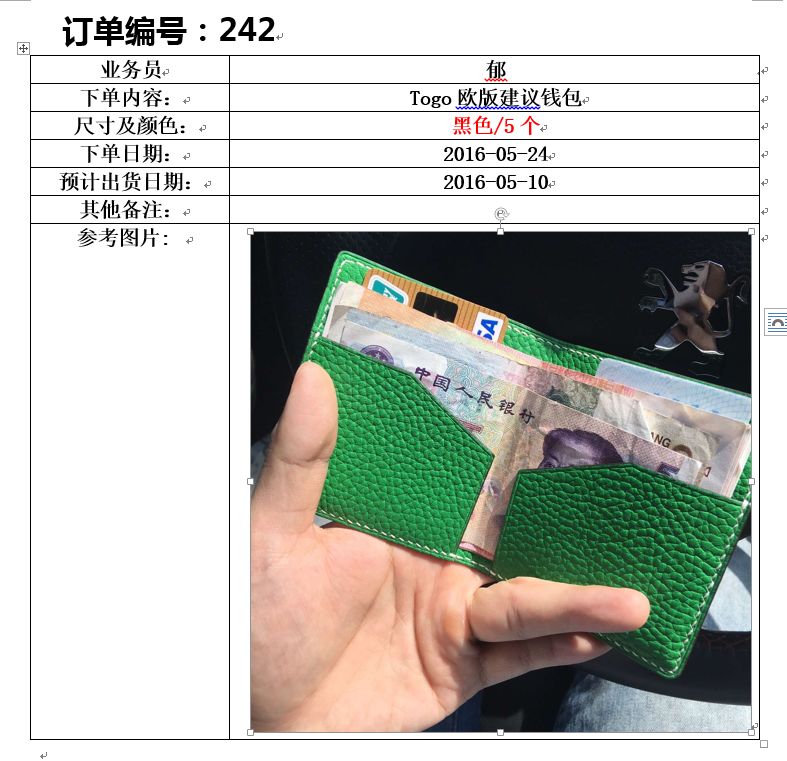 订单编号：242
业务员 郁
下单内容： Togo 欧版建议钱包
尺寸及颜色： 黑色/5 个
下单日期： 2016-05-24
预计出货日期： 2016-05-10
其他备注：
参考图片:
中国人民银行